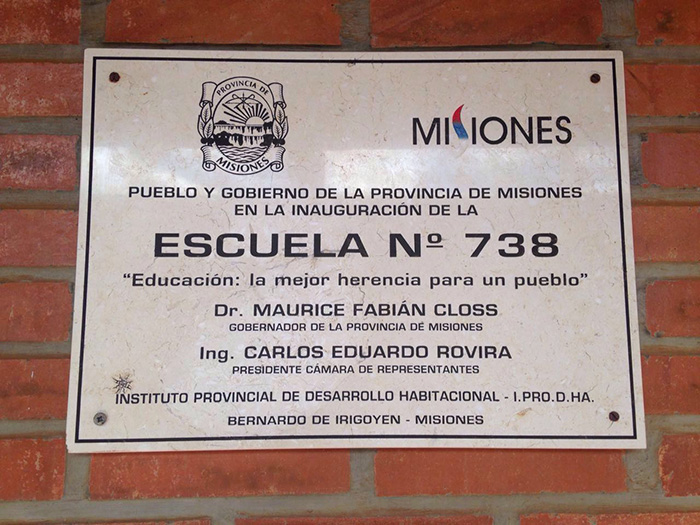 PROVINCIA DE
MISIONES
MISIONES
PUEBLO Y GOBIERNO DE LA PROVINCIA DE MISIONES
EN LA INAUGURACIÓN DE LA
ESCUELA Nº 738
“Educación: la mejor herencia para un pueblo”
Dr. MAURICE FABIÁN CLOSS
GOBERNADOR DE LA PROVINCIA DE MISIONES
Ing. CARLOS EDUARDO ROVIRA
PRESIDENTE CÁMARA DE REPRESENTANTES
INSTITUTO PROVINCIAL DE DESARROLLO HABITACIONAL - I.PRO.D.HA.
BERNARDO DE IRIGOYEN - MISIONES